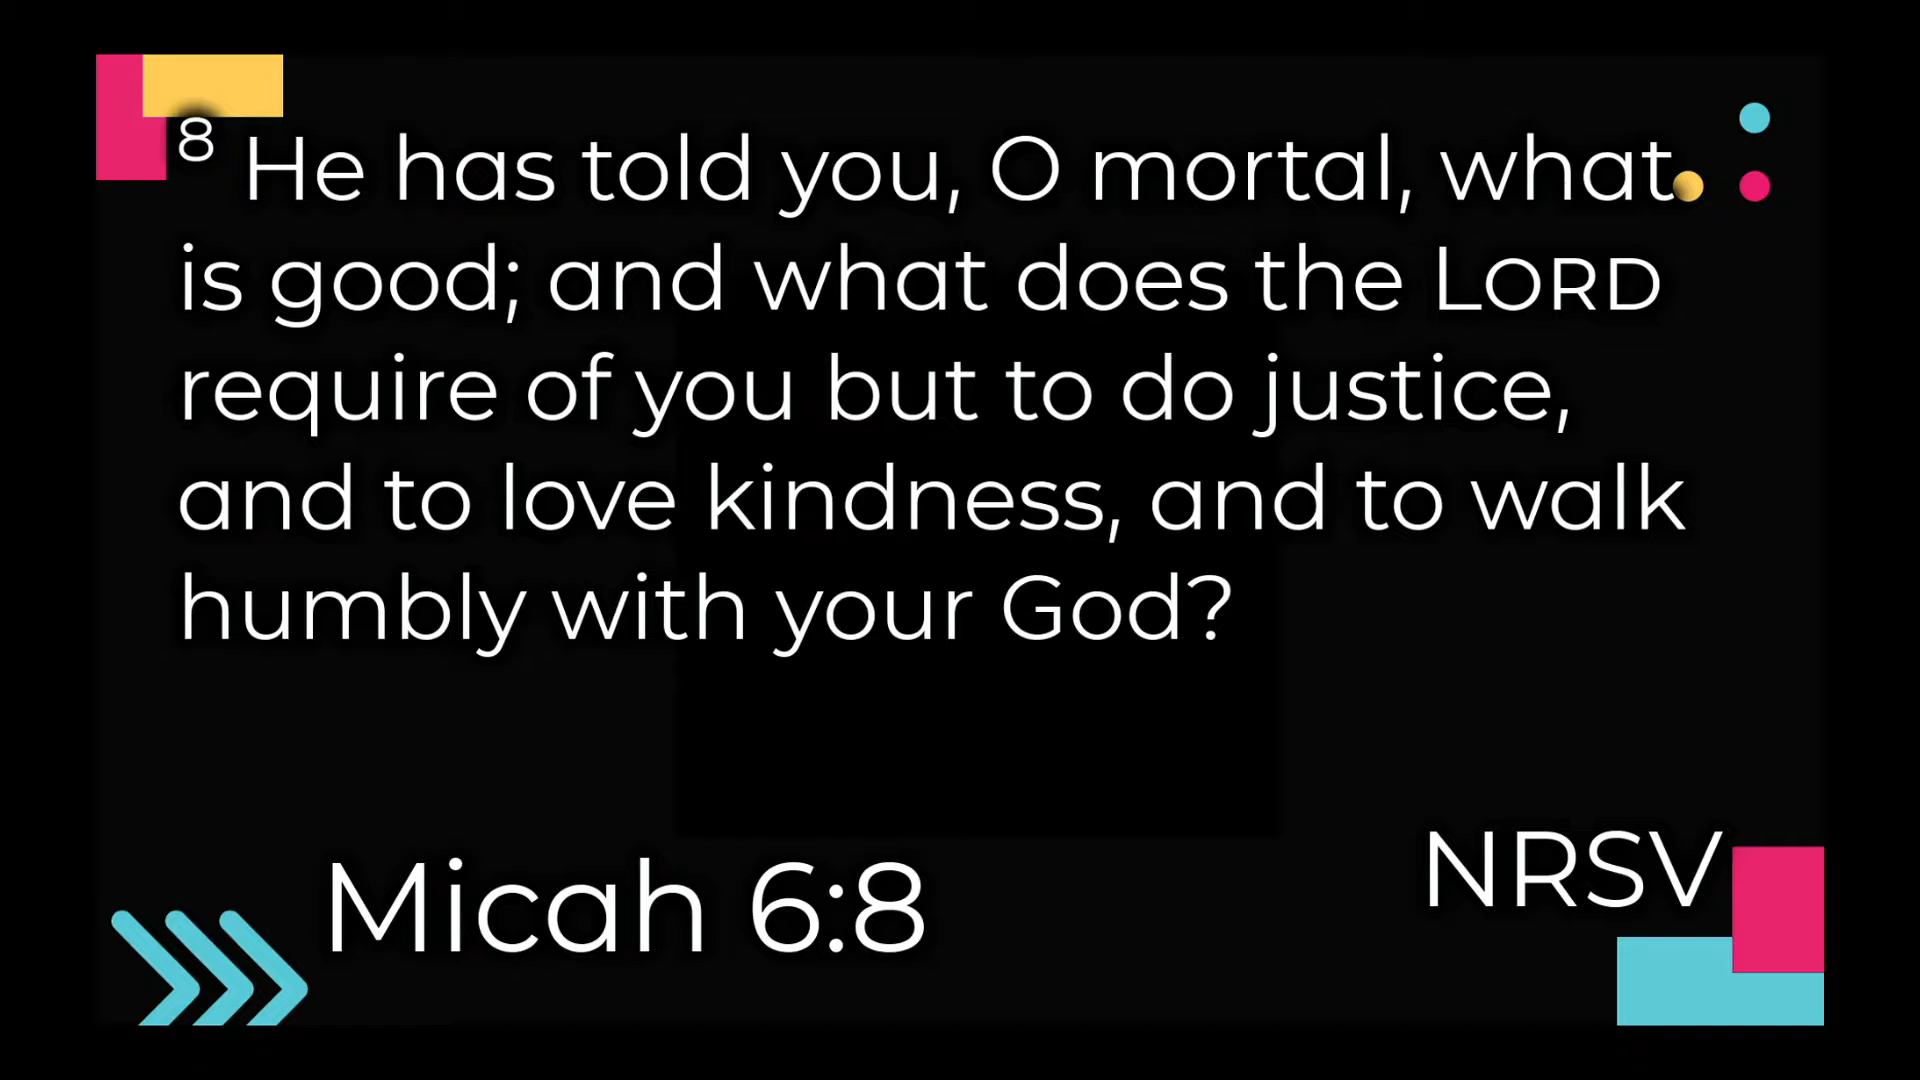 8 He has told you, O mortal, what
is good; and what does the LORD
require of you but to do justice,
and to love kindness, and to walk
humbly with your God?
Micah 6:8
NRSV